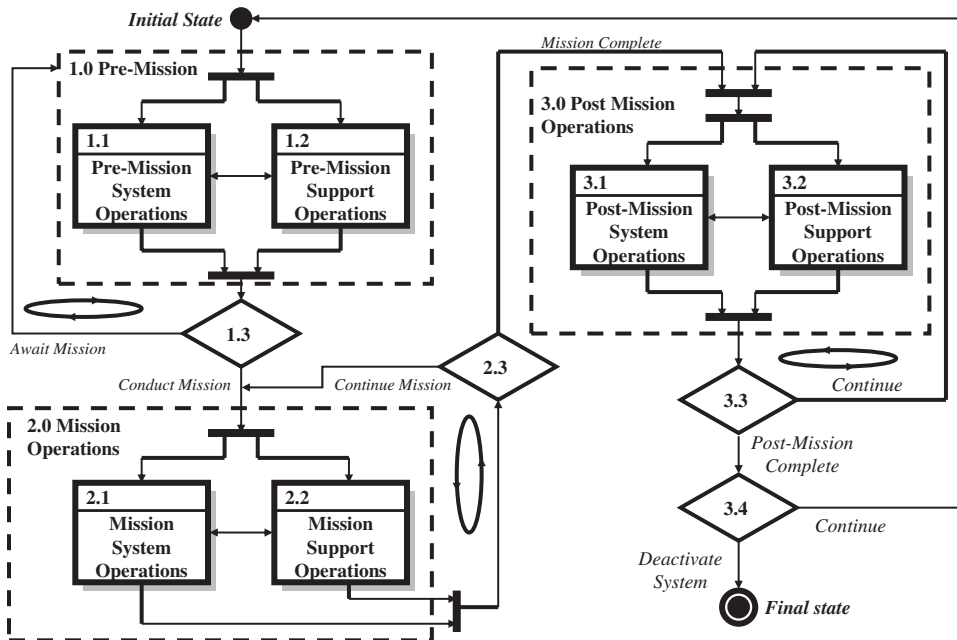 Initial State
1.0 Pre-Mission
1.1
Pre-Mission
System
Operations
1.2
Pre-Mission
Support
Operations
1.3
Await Mission
Conduct Mission
Continue Mission
2.3
2.0 Mission
Operations
2.1
Mission
System
Operations
2.2
Mission
Support
Operations
Mission Complete
3.0 Post Mission
Operations
3.1
Post-Mission
System
Operations
3.2
Post-Mission
Support
Operations
3.3
Continue
Post-Mission
Complete
3.4
Continue
Deactivate
System
Final state